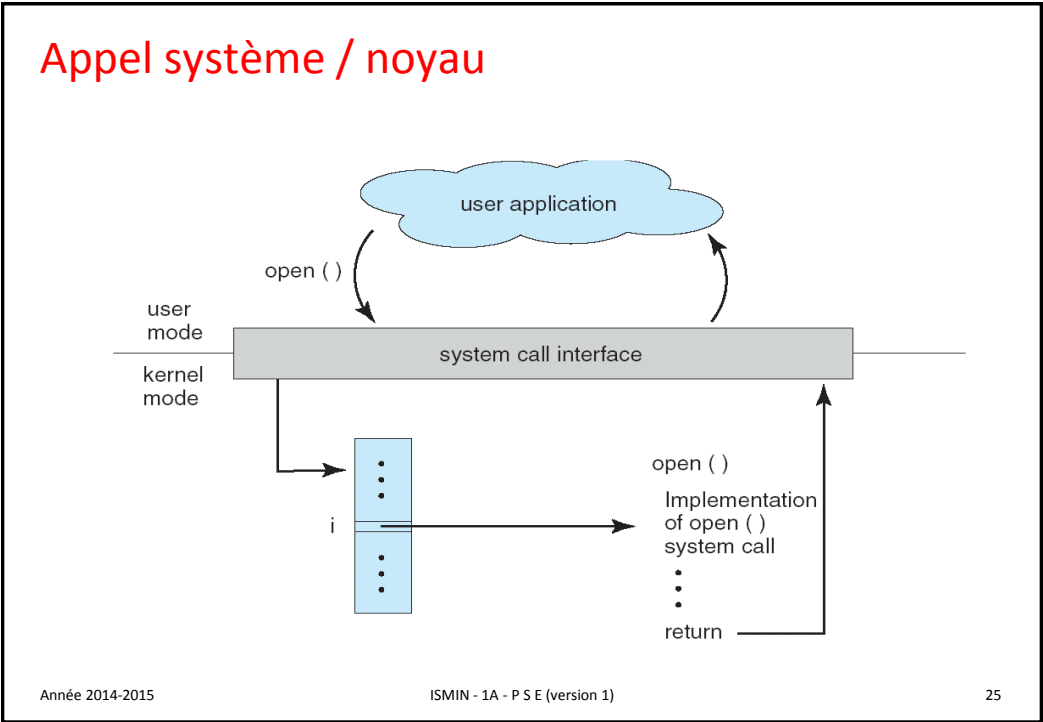 Appel système / noyau
user application
open ( )
user
mode
system call interface
kernel
mode
open ( )
Implementation
of open ( )
system call
i
return
Année 2014-2015
ISMIN - 1A - P S E (version 1)
25